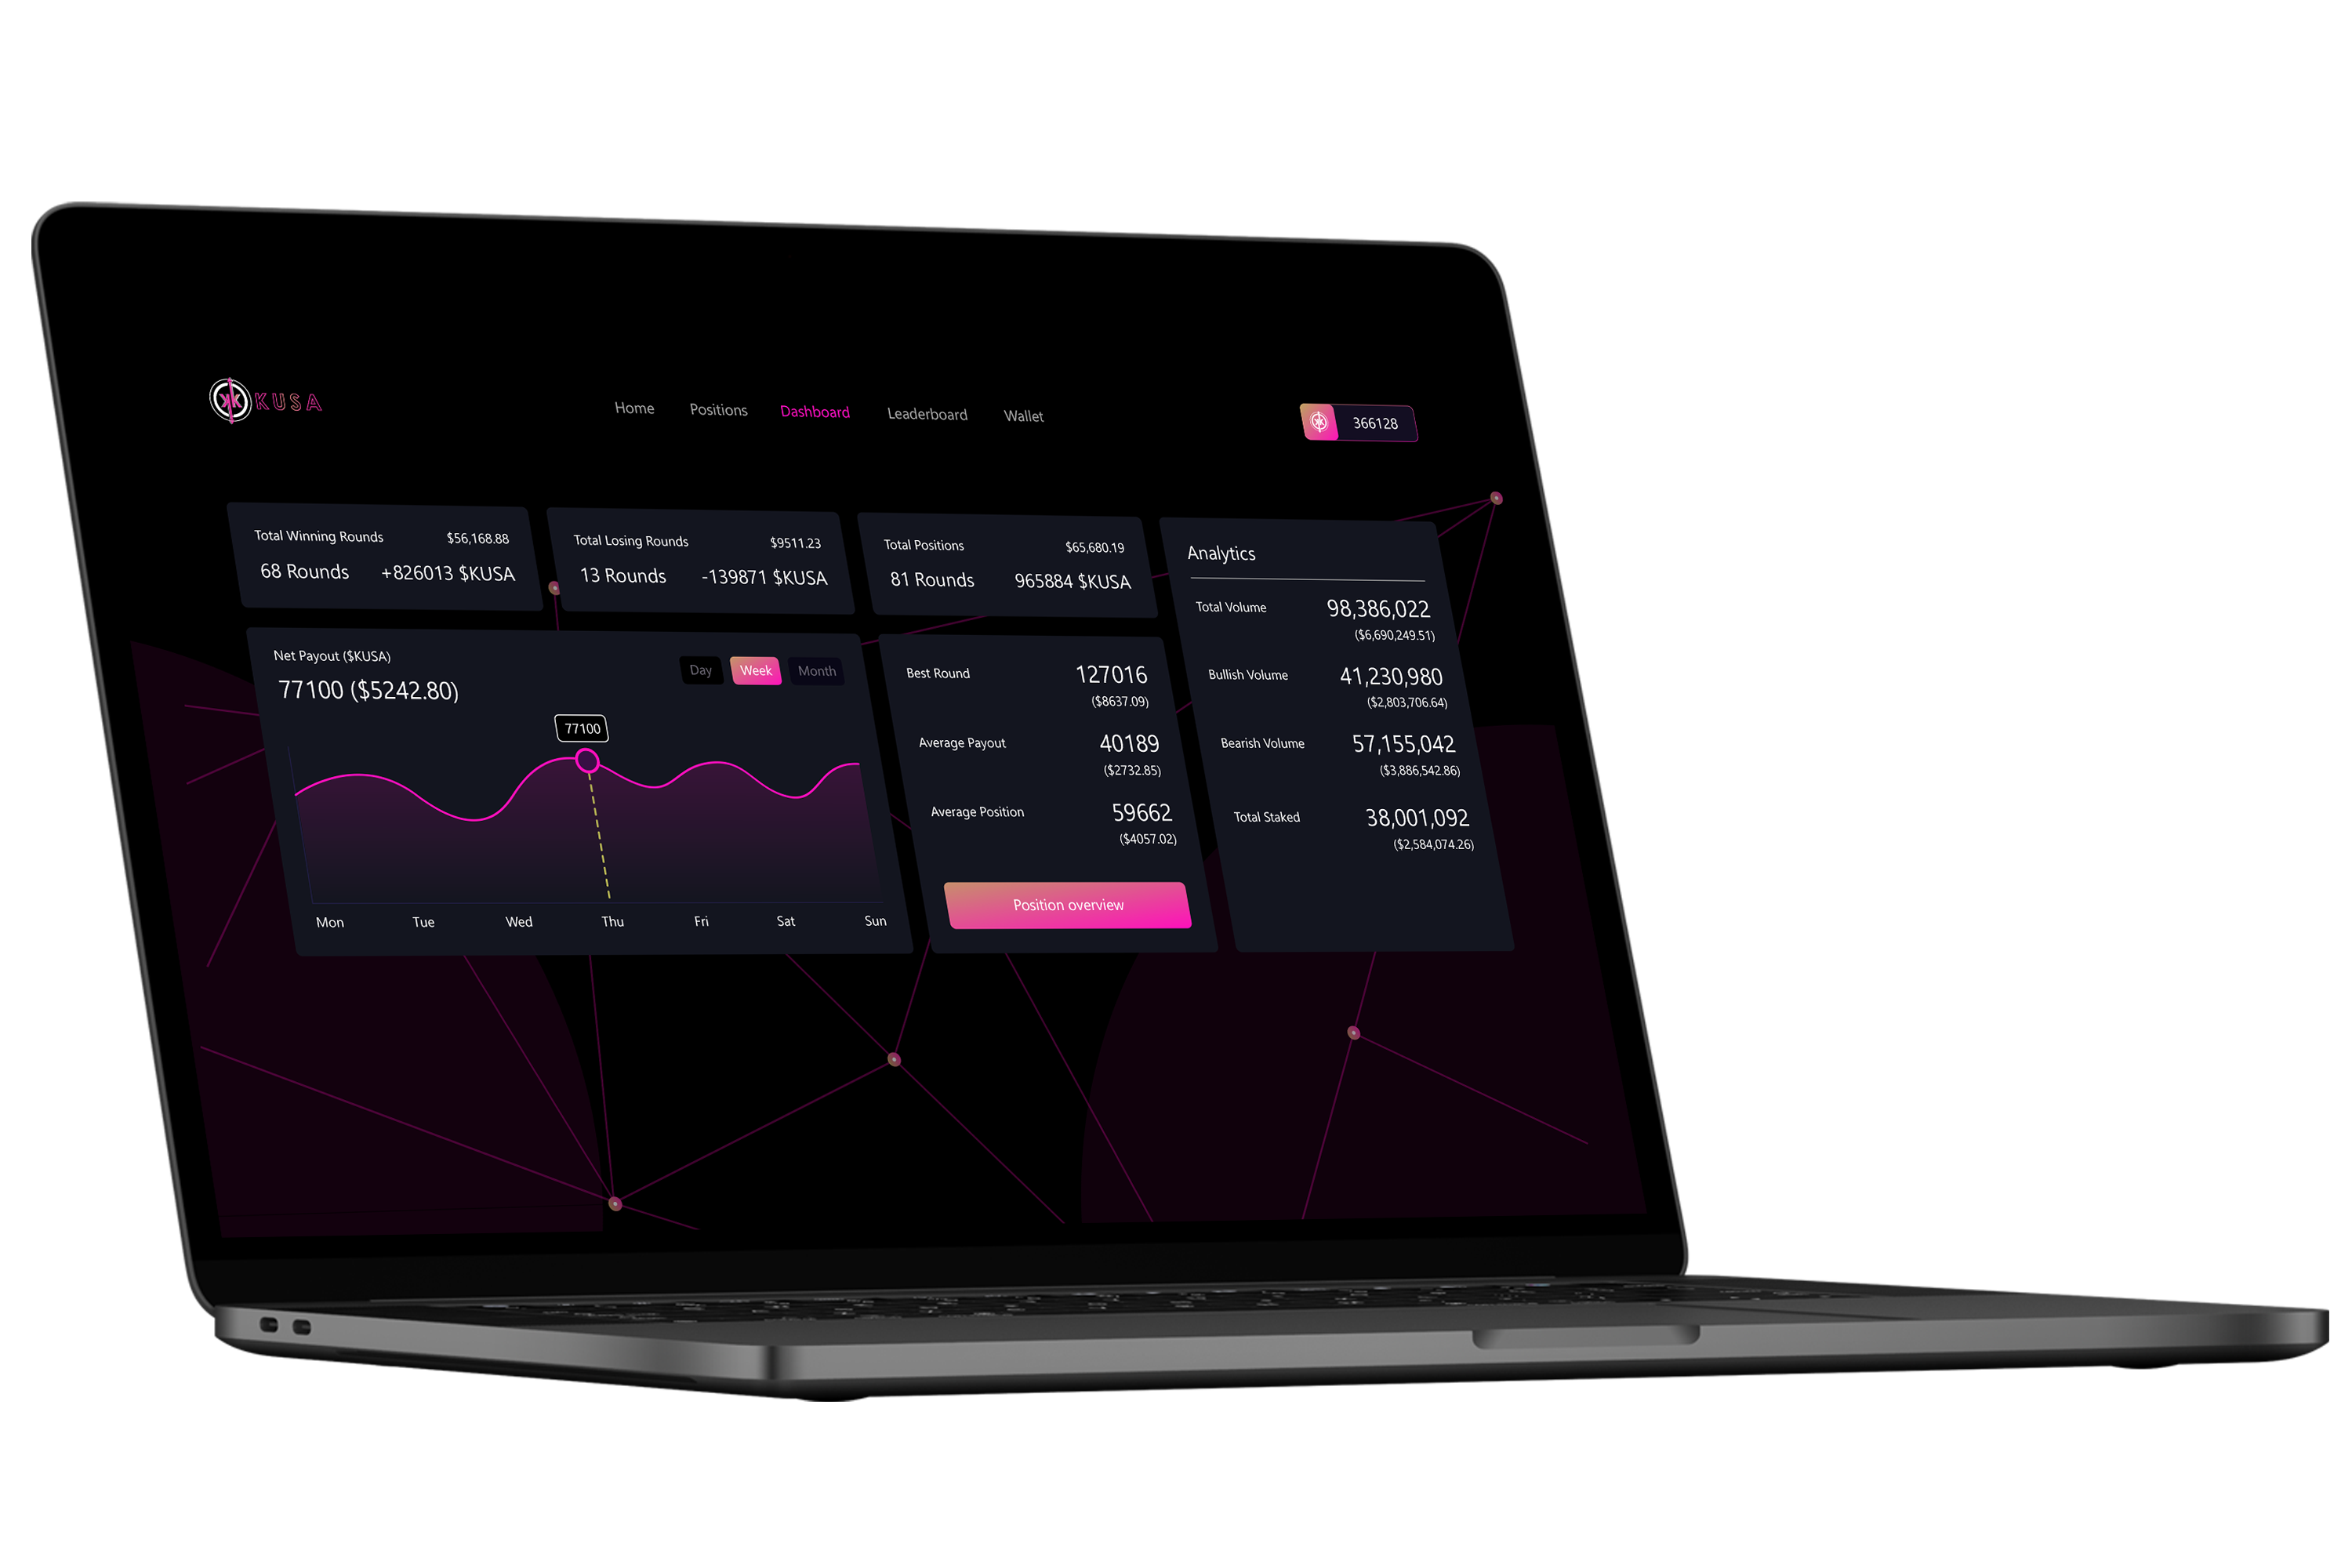 KUSA
Home Positions Dashboard Leaderboard Wallet
366128
Total Winning Rounds $56,168.88
68 Rounds +826013 $KUSA
Total Losing Rounds $9511.23
13 Rounds -139871 $KUSA
Total Positions $65,680.19
81 Rounds 965884 $KUSA
Net Payout ($KUSA)
77100 ($5242.80)
Day Week Month
77100
Mon Tue Wed Thu Fri Sat Sun
Best Round 127016
($8637.09)
Average Payout 40189
($2732.85)
Average Position 59662
($4057.02)
Position overview
Analytics
Total Volume 98,386,022
($6,690,249.51)
Bullish Volume 41,230,980
($2,803,706.64)
Bearish Volume 57,155,042
($3,886,542.86)
Total Staked 38,001,092
($2,584,074.26)